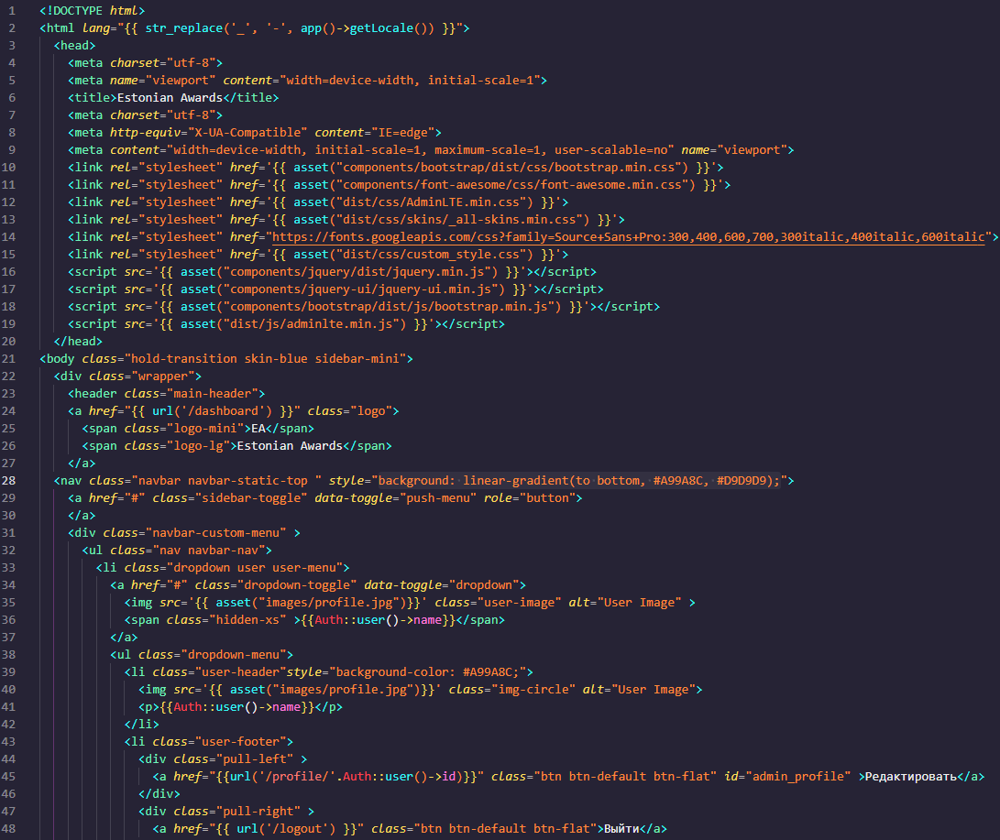 1 <!DOCTYPE html>
2 <html lang="{{ str_replace('_', '-', app()->getLocale()) }}">
3 <head>
4 <meta charset="utf-8">
5 <meta name="viewport" content="width=device-width, initial-scale=1">
6 <title>Estonian Awards</title>
7 <meta charset="utf-8">
8 <meta http-equiv="X-UA-Compatible" content="IE=edge">
9 <meta content="width=device-width, initial-scale=1, maximum-scale=1, user-scalable=no" name="viewport">
10 <link rel="stylesheet" href='{{ asset("components/bootstrap/dist/css/bootstrap.min.css") }}'>
11 <link rel="stylesheet" href='{{ asset("components/font-awesome/css/font-awesome.min.css") }}'>
12 <link rel="stylesheet" href='{{ asset("dist/css/AdminLTE.min.css") }}'>
13 <link rel="stylesheet" href='{{ asset("dist/css/skins/_all-skins.min.css") }}'>
14 <link rel="stylesheet" href="https://fonts.googleapis.com/css?family=Source+Sans+Pro:300,400,600,700,300italic,400italic,600italic">
15 <link rel="stylesheet" href='{{ asset("dist/css/custom_style.css") }}'>
16 <script src='{{ asset("components/jquery/dist/jquery.min.js") }}'></script>
17 <script src='{{ asset("components/jquery-ui/jquery-ui.min.js") }}'></script>
18 <script src='{{ asset("components/bootstrap/dist/js/bootstrap.min.js") }}'></script>
19 <script src='{{ asset("dist/js/adminlte.min.js") }}'></script>
20 </head>
21 <body class="hold-transition skin-blue sidebar-mini">
22 <div class="wrapper">
23 <header class="main-header">
24 <a href="{{ url('/dashboard') }}" class="logo">
25 <span class="logo-mini">EA</span>
26 <span class="logo-lg">Estonian Awards</span>
27 </a>
28 <nav class="navbar navbar-static-top " style="background: linear-gradient(to bottom, #A99A8C, #D9D9D9);">
29 <a href="#" class="sidebar-toggle" data-toggle="push-menu" role="button">
30 </a>
31 <div class="navbar-custom-menu" >
32 <ul class="nav navbar-nav">
33 <li class="dropdown user user-menu">
34 <a href="#" class="dropdown-toggle" data-toggle="dropdown">
35 <img src='{{ asset("images/profile.jpg")}}' class="user-image" alt="User Image" >
36 <span class="hidden-xs" >{{Auth::user()->name}}</span>
37 </a>
38 <ul class="dropdown-menu">
39 <li class="user-header"style="background-color: #A99A8C;">
40 <img src='{{ asset("images/profile.jpg")}}' class="img-circle" alt="User Image">
41 <p>{{Auth::user()->name}}</p>
42 </li>
43 <li class="user-footer">
44 <div class="pull-left" >
45 <a href="{{url('/profile/'.Auth::user()->id)}}" class="btn btn-default btn-flat" id="admin_profile" >Редактировать</a>
46 </div>
47 <div class="pull-right" >
48 <a href="{{ url('/logout') }}" class="btn btn-default btn-flat">Выйти</a>